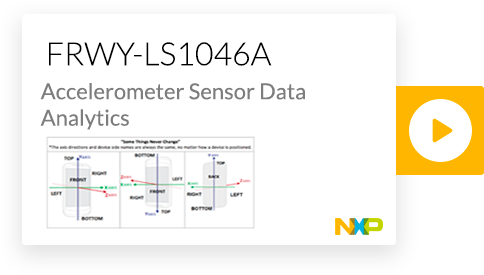 FRWY-LS1046A
Accelerometer Sensor Data
Analytics
"Some Things Never Change"
"The axis directions and device side names are always the same, no matter how a device is positioned.
TOP
RIGHT
FRONT
LEFT
BOTTOM
BOTTOM
LEFT
FRONT
RIGHT
TOP
TOP
BACK
RIGHT
LEFT
BOTTOM
NXP